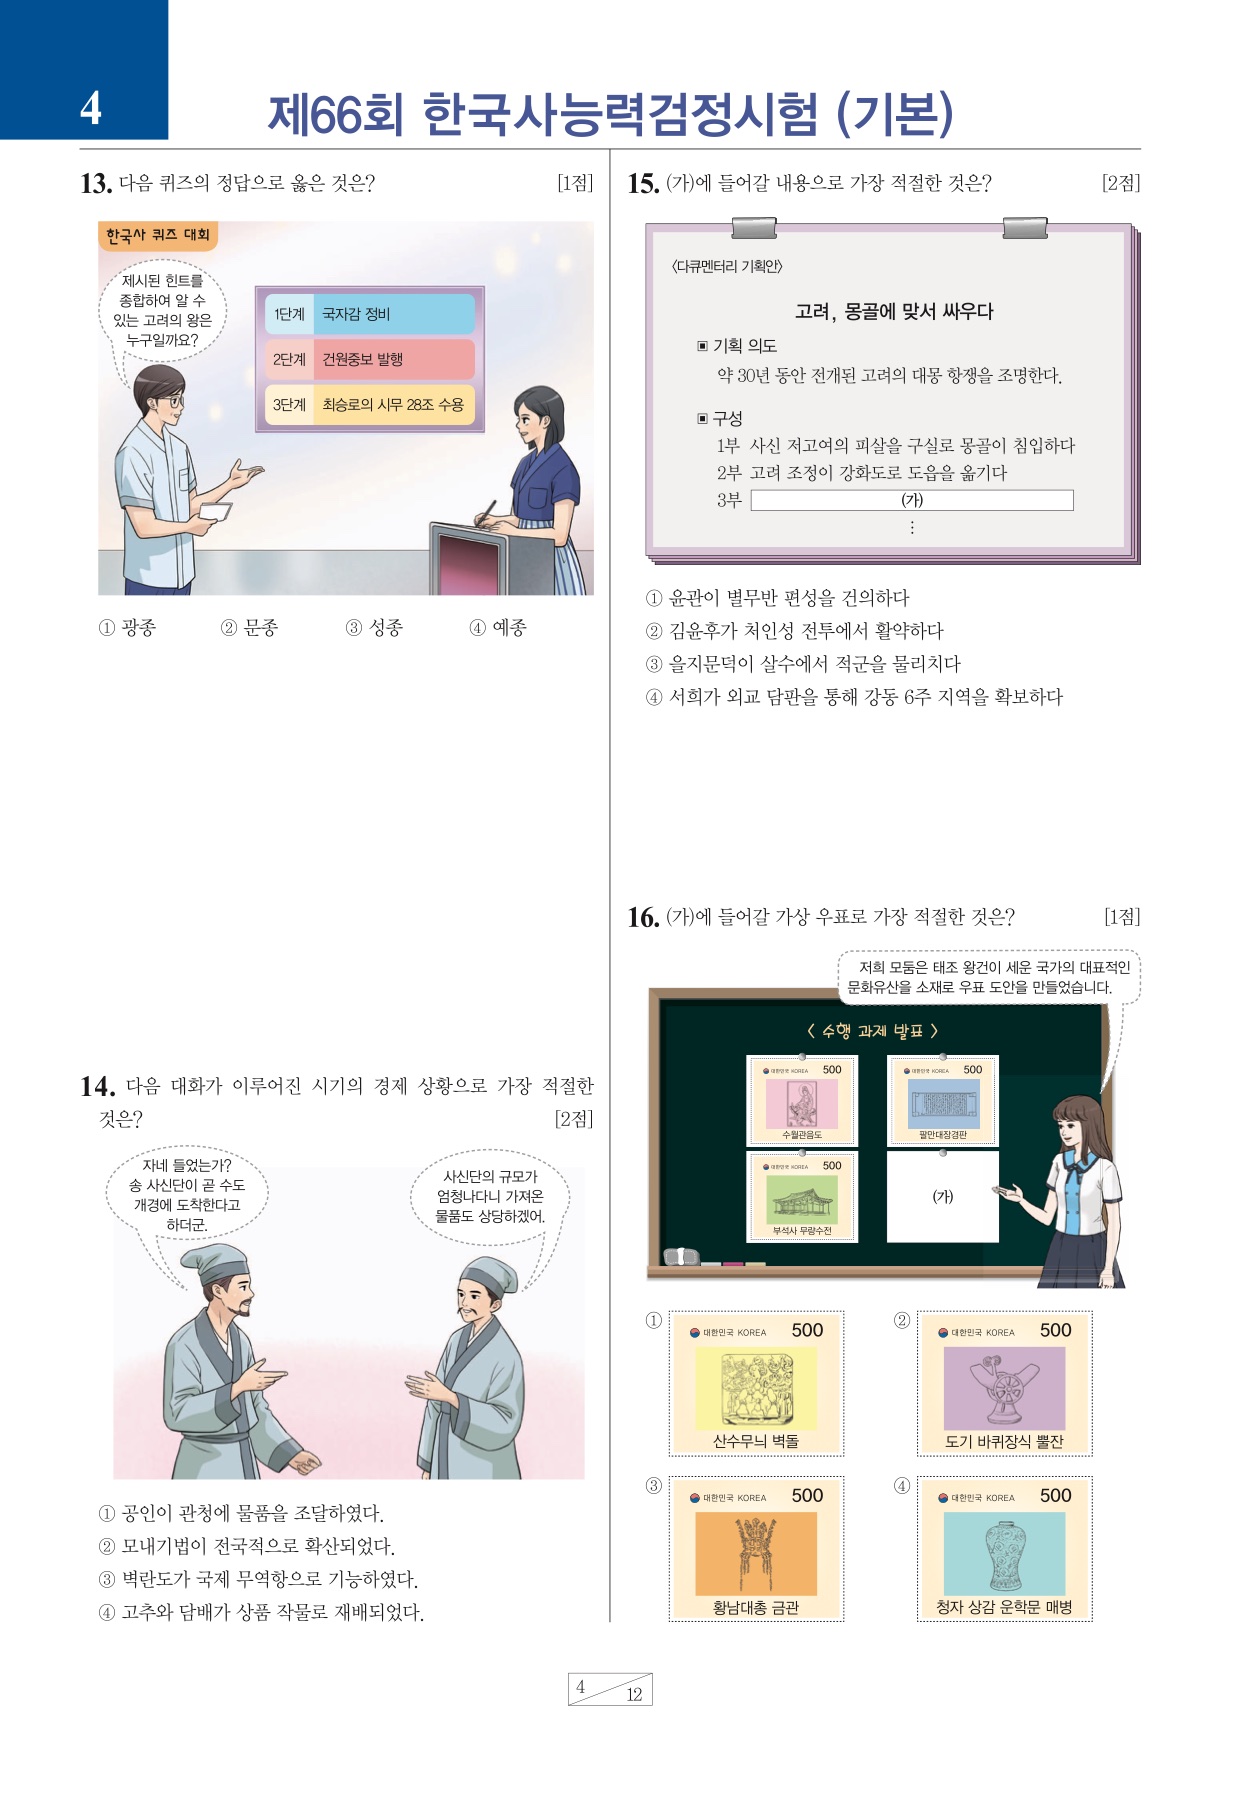 4
제66회 한국사능력검정시험 (기본)
13. 다음 퀴즈의 정답으로 옳은 것은? [1점]
한국사 퀴즈 대회
제시된 힌트를
종합하여 알 수
있는 고려의 왕은
누구일까요?
1단계 국자감 정비
2단계 건원중보 발행
3단계 최승로의 시무 28조 수용
① 광종 ② 문종 ③ 성종 ④ 예종
14. 다음 대화가 이루어진 시기의 경제 상황으로 가장 적절한
것은? [2점]
자네 들었는가?
송 사신단이 곧 수도
개경에 도착한다고
하더군.
사신단의 규모가
엄청나다니 가져온
물품도 상당하겠어.
① 공인이 관청에 물품을 조달하였다.
② 모내기법이 전국적으로 확산되었다.
③ 벽란도가 국제 무역항으로 기능하였다.
④ 고추와 담배가 상품 작물로 재배되었다.
15. (가)에 들어갈 내용으로 가장 적절한 것은? [2점]
〈다큐멘터리 기획안〉
고려, 몽골에 맞서 싸우다
▣ 기획 의도
약 30년 동안 전개된 고려의 대몽 항쟁을 조명한다.
▣ 구성
1부 사신 저고여의 피살을 구실로 몽골이 침입하다
2부 고려 조정이 강화도로 도읍을 옮기다
3부 (가)
⋮
① 윤관이 별무반 편성을 건의하다
② 김윤후가 처인성 전투에서 활약하다
③ 을지문덕이 살수에서 적군을 물리치다
④ 서희가 외교 담판을 통해 강동 6주 지역을 확보하다
16. (가)에 들어갈 가상 우표로 가장 적절한 것은? [1점]
저희 모둠은 태조 왕건이 세운 국가의 대표적인
문화유산을 소재로 우표 도안을 만들었습니다.
〈 수행 과제 발표 〉
대한민국 KOREA 500
수월관음도
대한민국 KOREA 500
팔만대장경판
대한민국 KOREA 500
부석사 무량수전
(가)
① 대한민국 KOREA 500
산수무늬 벽돌
② 대한민국 KOREA 500
도기 바퀴장식 뿔잔
③ 대한민국 KOREA 500
황남대총 금관
④ 대한민국 KOREA 500
청자 상감 운학문 매병
4
12